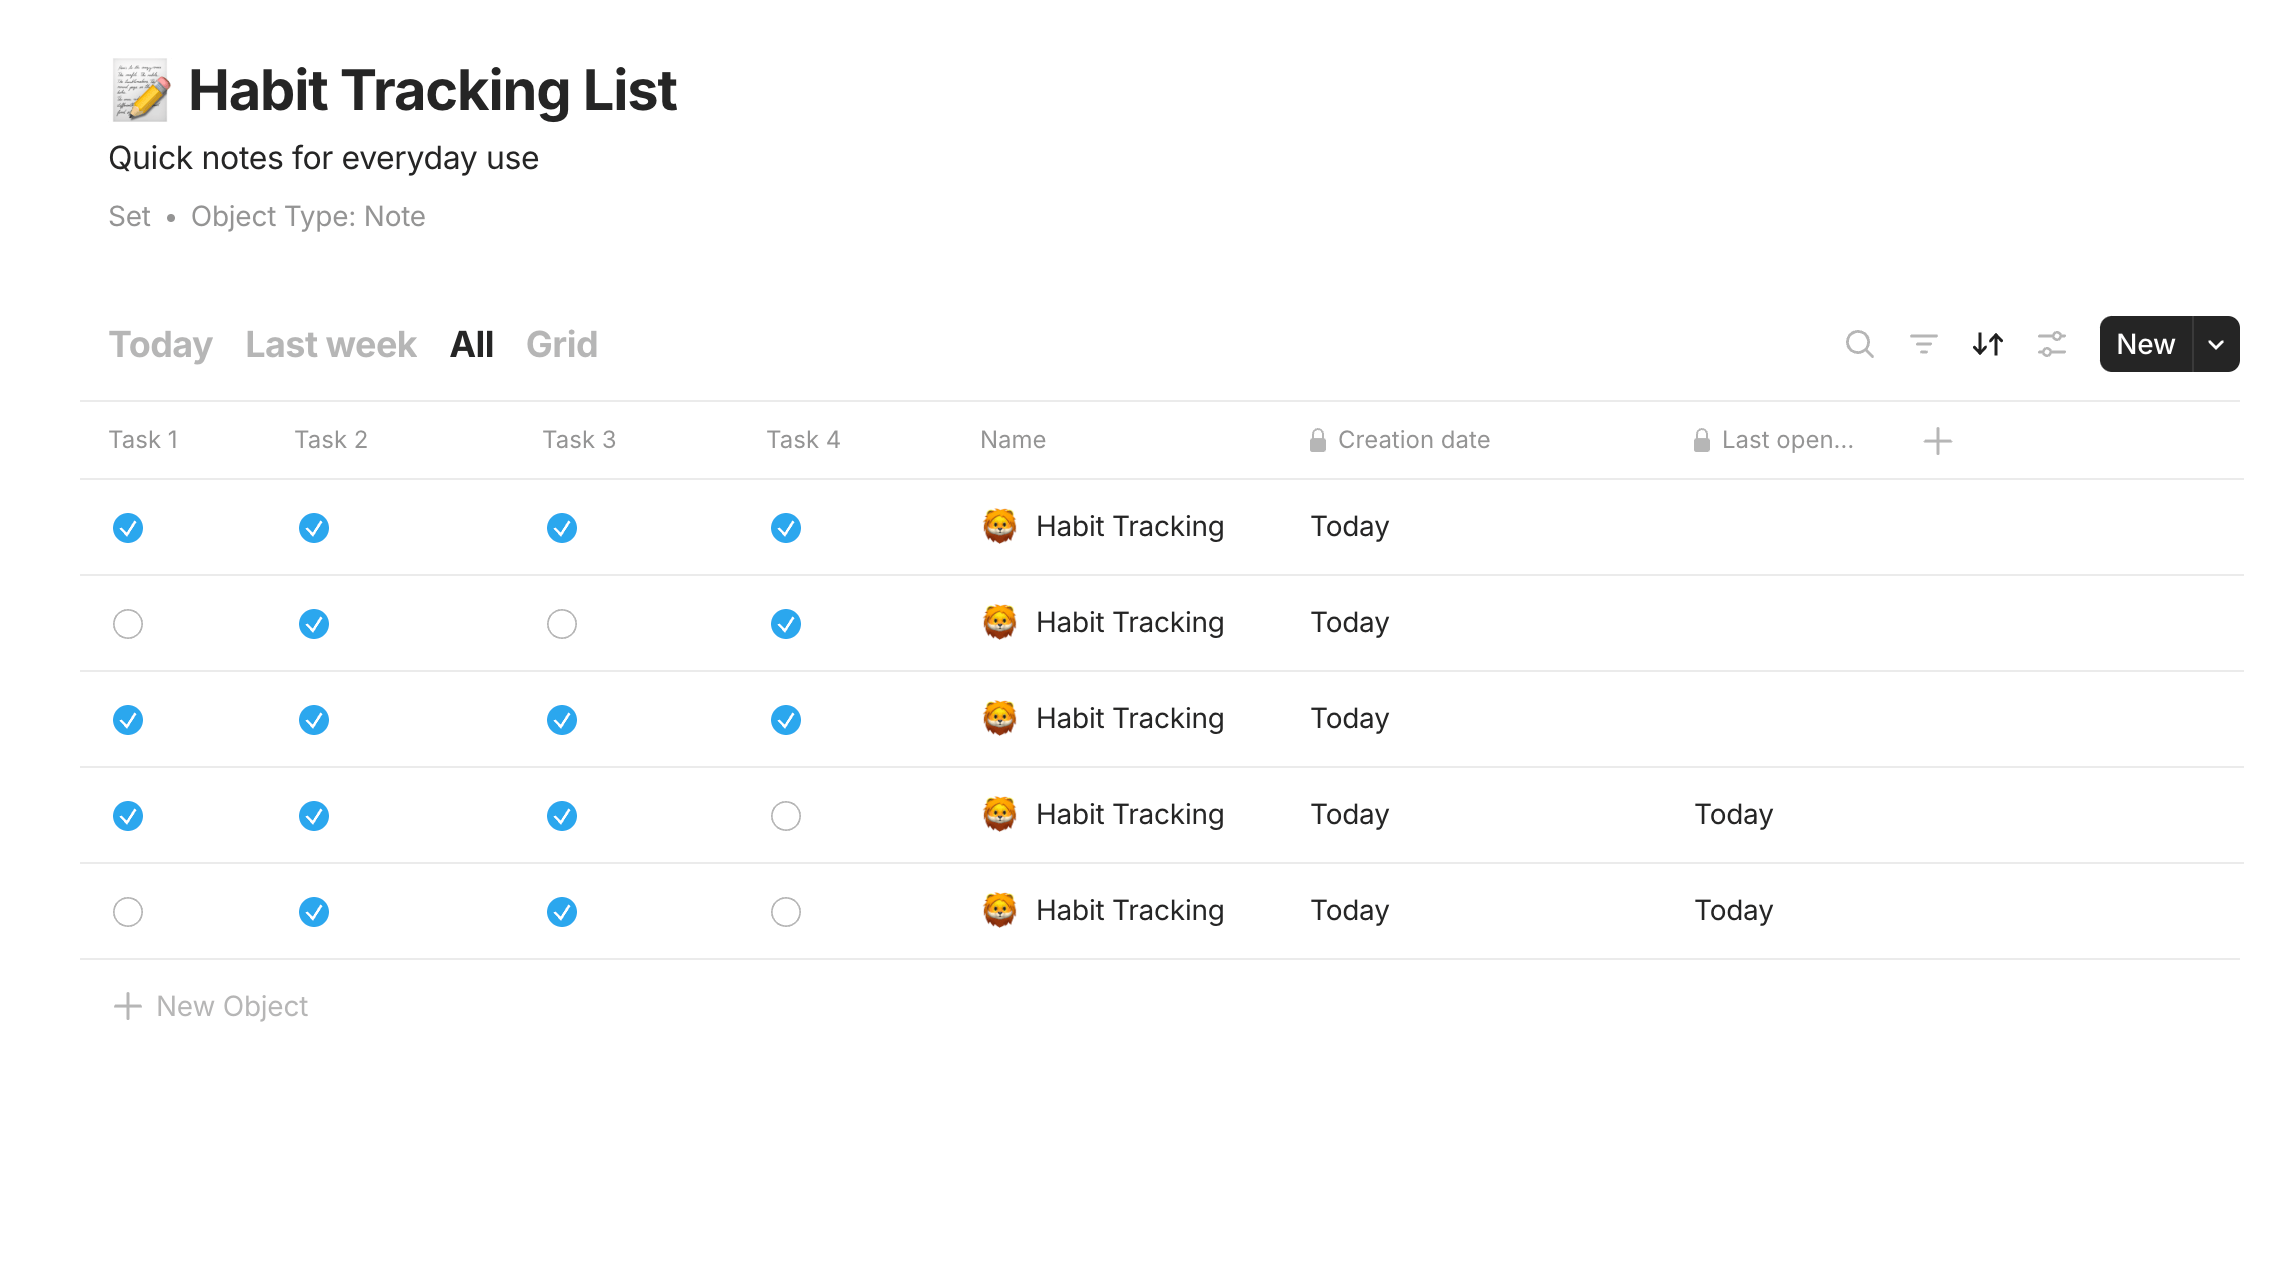 Habit Tracking List
Quick notes for everyday use
Set • Object Type: Note
Today Last week All Grid New
Task 1 Task 2 Task 3 Task 4 Name Creation date Last open...
Habit Tracking Today
Habit Tracking Today
Habit Tracking Today
Habit Tracking Today Today
Habit Tracking Today Today
New Object